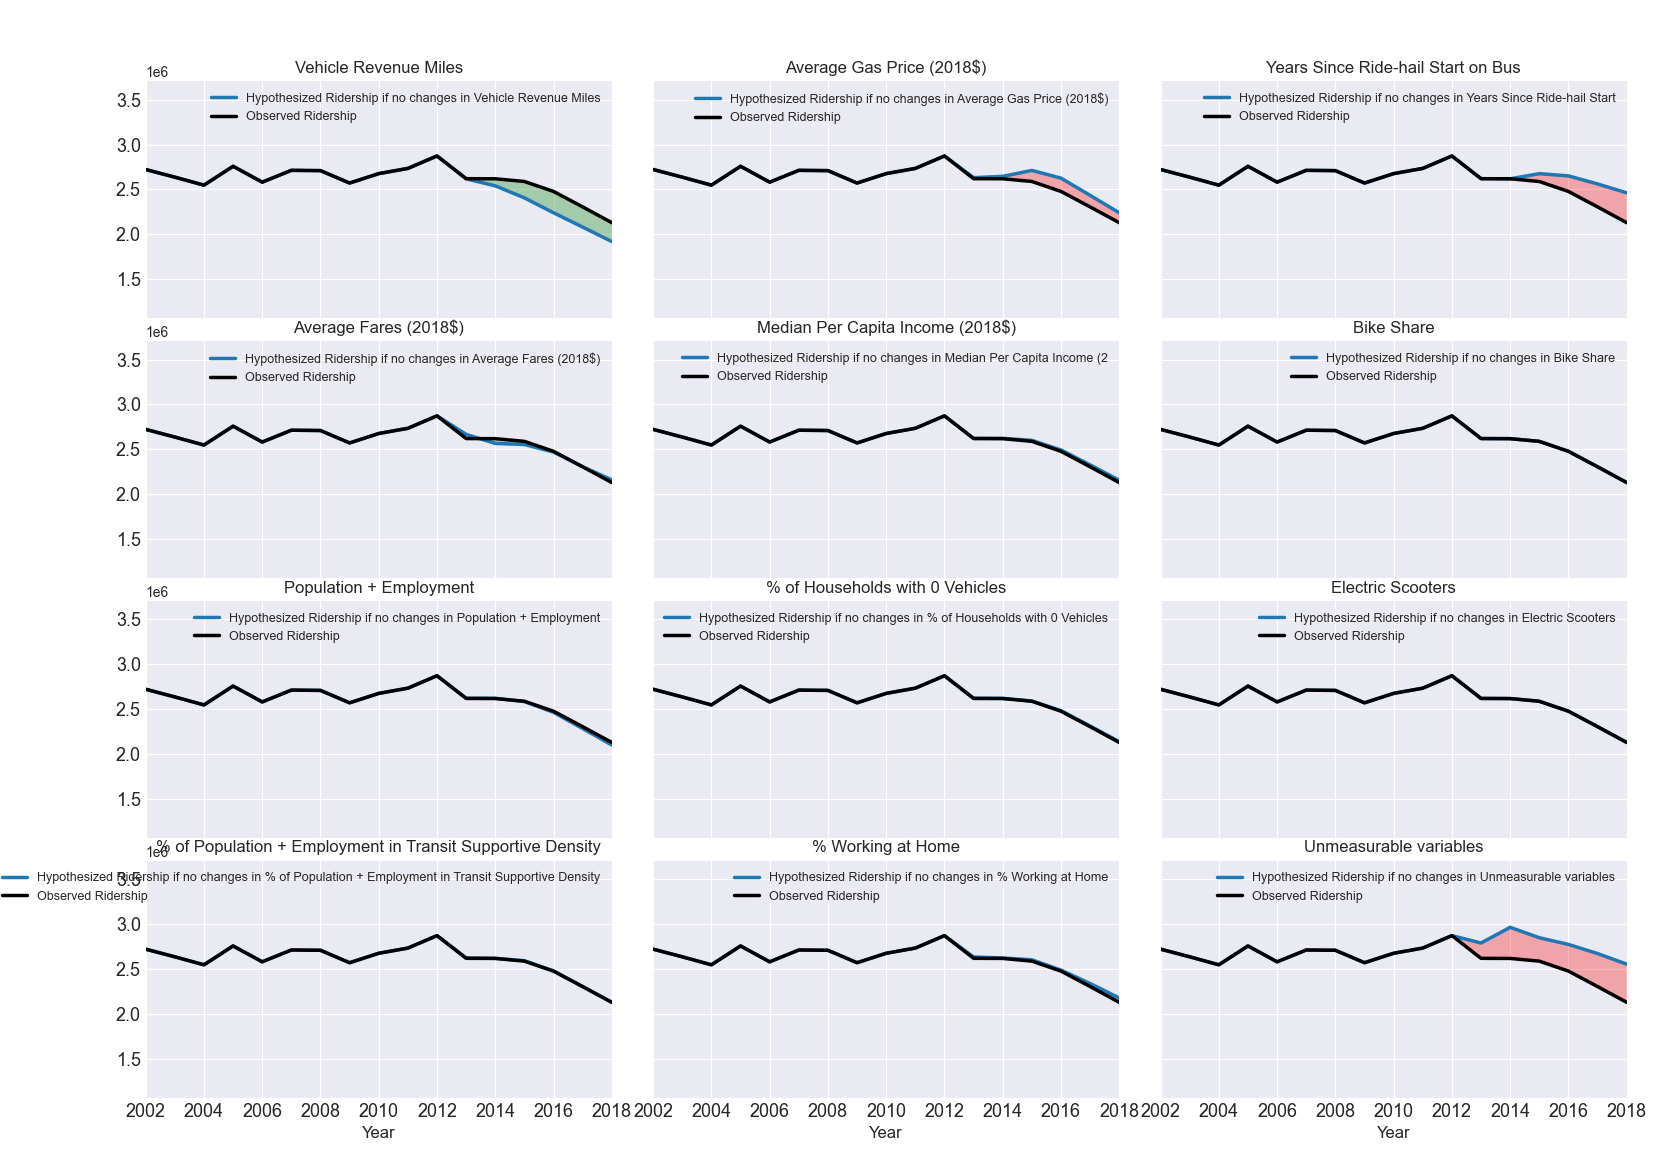 Vehicle Revenue Miles
1e6
Hypothesized Ridership if no changes in Vehicle Revenue Miles
Observed Ridership
3.5
3.0
2.5
2.0
1.5
Average Gas Price (2018$)
Hypothesized Ridership if no changes in Average Gas Price (2018$)
Observed Ridership
Years Since Ride-hail Start on Bus
Hypothesized Ridership if no changes in Years Since Ride-hail Start
Observed Ridership
Average Fares (2018$)
1e6
Hypothesized Ridership if no changes in Average Fares (2018$)
Observed Ridership
3.5
3.0
2.5
2.0
1.5
Median Per Capita Income (2018$)
Hypothesized Ridership if no changes in Median Per Capita Income (2
Observed Ridership
Bike Share
Hypothesized Ridership if no changes in Bike Share
Observed Ridership
Population + Employment
1e6
Hypothesized Ridership if no changes in Population + Employment
Observed Ridership
3.5
3.0
2.5
2.0
1.5
% of Households with 0 Vehicles
Hypothesized Ridership if no changes in % of Households with 0 Vehicles
Observed Ridership
Electric Scooters
Hypothesized Ridership if no changes in Electric Scooters
Observed Ridership
% of Population + Employment in Transit Supportive Density
1e6
Hypothesized Ridership if no changes in % of Population + Employment in Transit Supportive Density
Observed Ridership
3.5
3.0
2.5
2.0
1.5
2002 2004 2006 2008 2010 2012 2014 2016 2018
Year
% Working at Home
Hypothesized Ridership if no changes in % Working at Home
Observed Ridership
2002 2004 2006 2008 2010 2012 2014 2016 2018
Year
Unmeasurable variables
Hypothesized Ridership if no changes in Unmeasurable variables
Observed Ridership
2002 2004 2006 2008 2010 2012 2014 2016 2018
Year